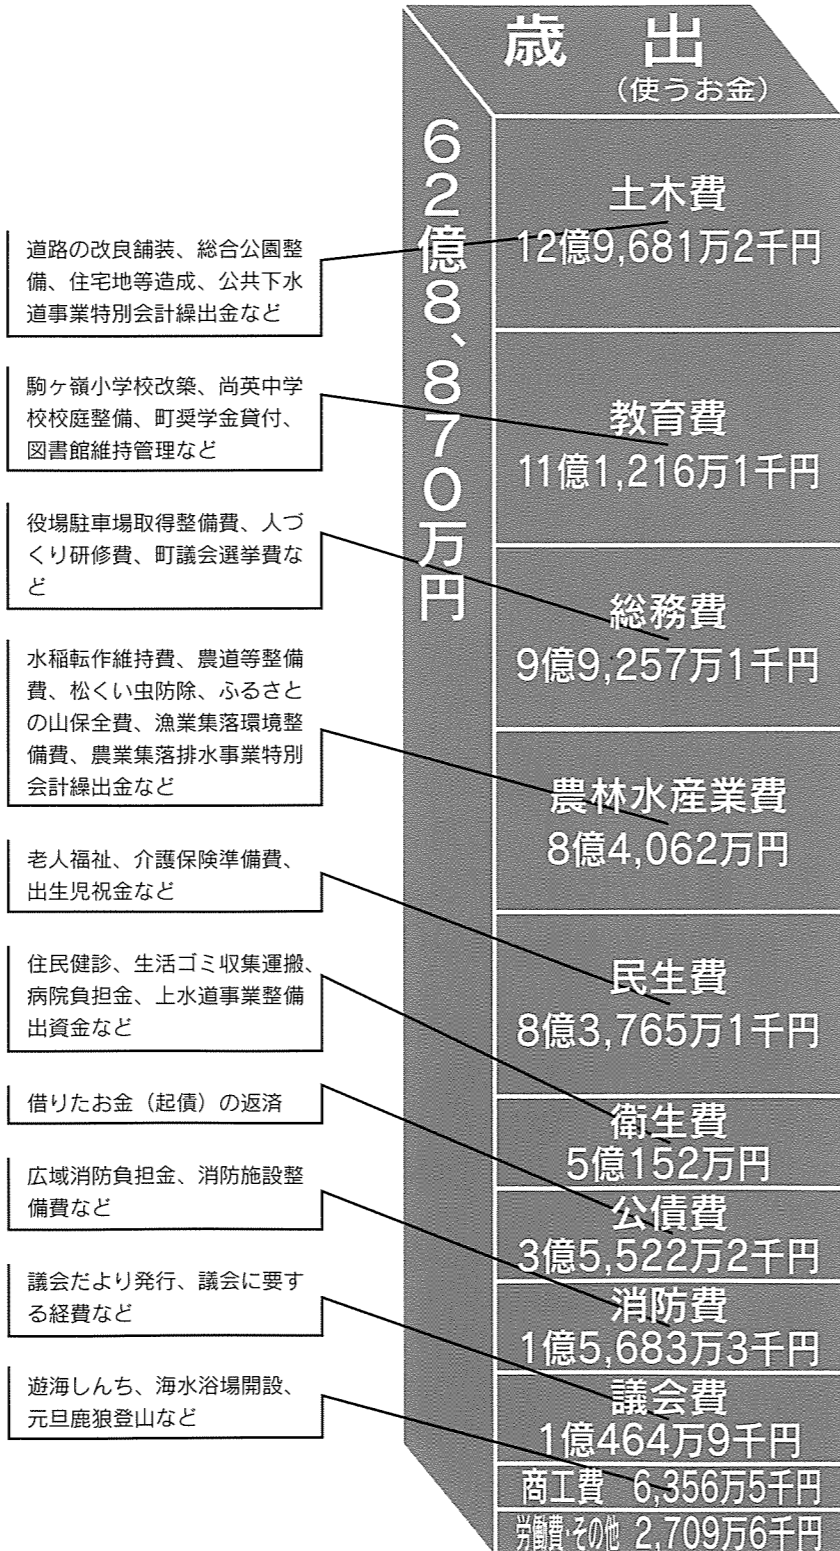 歳出
(使うお金)
62億8、870万円
土木費
12億9,681万2千円
道路の改良舗装、総合公園整
備、住宅地等造成、公共下水
道事業特別会計繰出金など
教育費
11億1,216万1千円
駒ヶ嶺小学校改築、尚英中学
校校庭整備、町奨学金貸付、
図書館維持管理など
総務費
9億9,257万1千円
役場駐車場取得整備費、人づ
くり研修費、町議会選挙費な
ど
農林水産業費
8億4,062万円
水稲転作維持費、農道等整備
費、松くい虫防除、ふるさと
の山保全費、漁業集落環境整
備費、農業集落排水事業特別
会計繰出金など
民生費
8億3,765万1千円
老人福祉、介護保険準備費、
出生児祝金など
衛生費
5億152万円
住民健診、生活ゴミ収集運搬、
病院負担金、上水道事業整備
出資金など
公債費
3億5,522万2千円
借りたお金（起債）の返済
消防費
1億5,683万3千円
広域消防負担金、消防施設整
備費など
議会費
1億464万9千円
議会だより発行、議会に要す
る経費など
商工費 6,356万5千円
遊海しんち、海水浴場開設、
元旦鹿狼登山など
労働費・その他 2,709万6千円